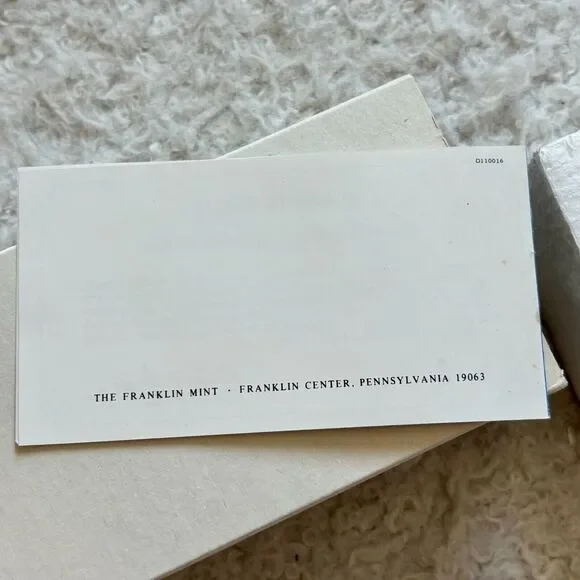 D110016
THE FRANKLIN MINT · FRANKLIN CENTER, PENNSYLVANIA 19063